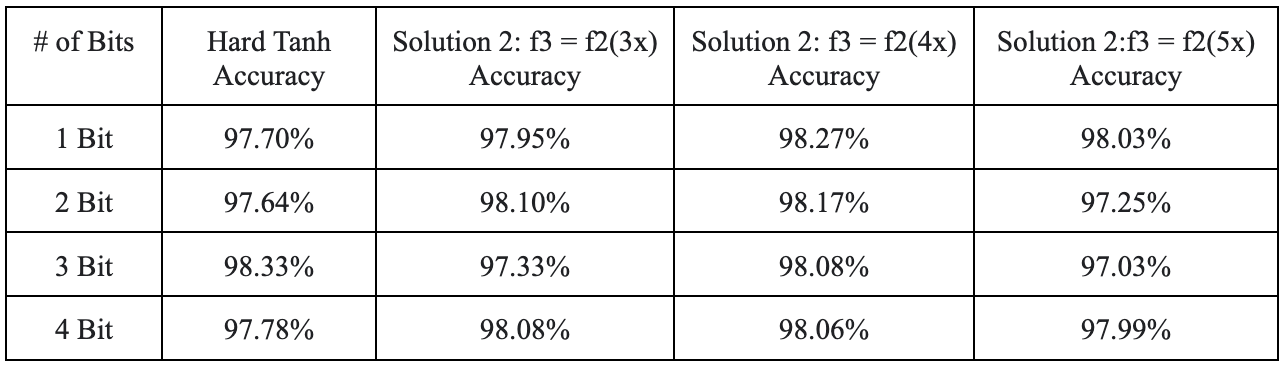 # of Bits Hard Tanh Solution 2: f3 = f2(3x) Solution 2: f3 = f2(4x) Solution 2:f3 = f2(5x)
Accuracy Accuracy Accuracy Accuracy
1 Bit 97.70% 97.95% 98.27% 98.03%
2 Bit 97.64% 98.10% 98.17% 97.25%
3 Bit 98.33% 97.33% 98.08% 97.03%
4 Bit 97.78% 98.08% 98.06% 97.99%